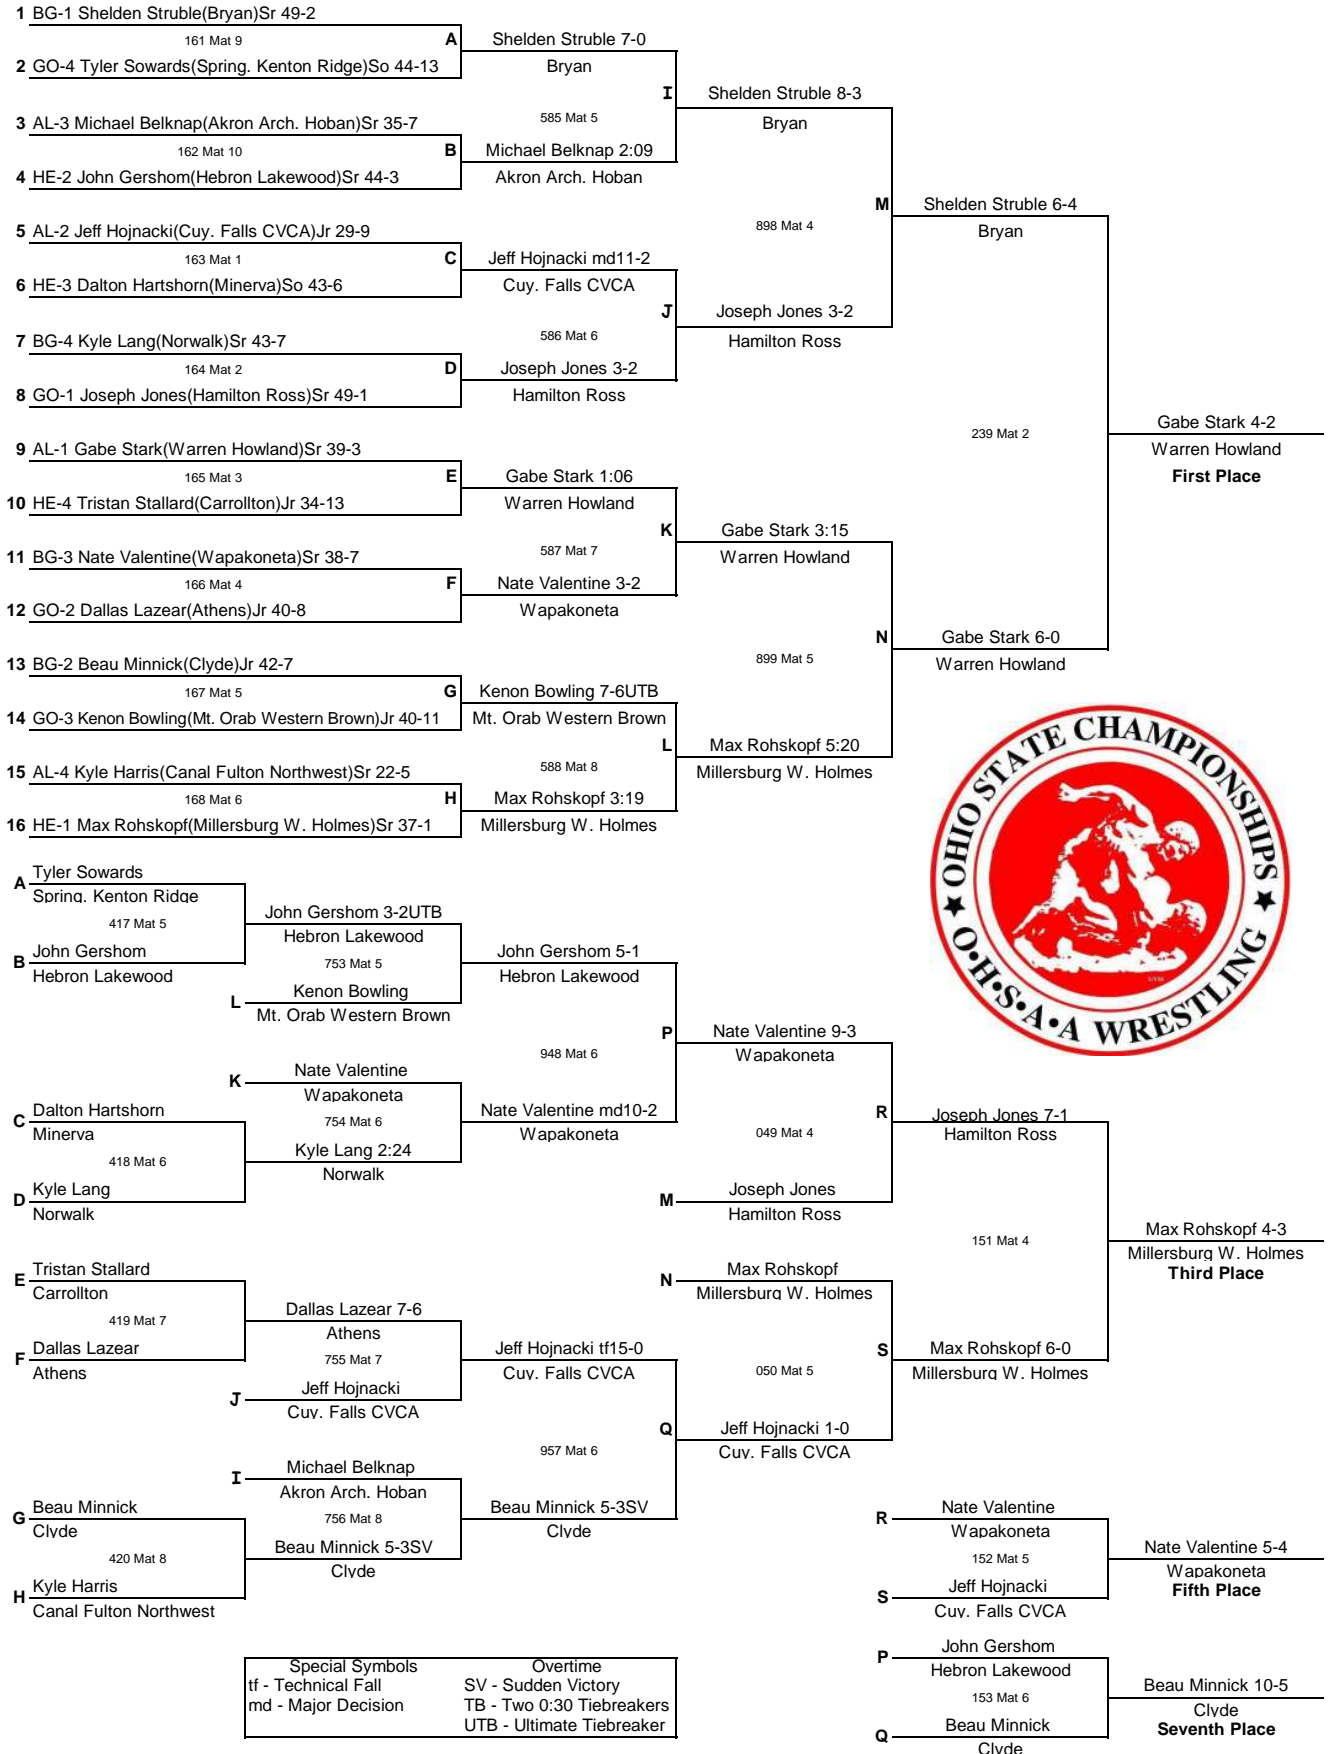 1 BG-1 Shelden Struble(Bryan)Sr 49-2
161 Mat 9
A
2 GO-4 Tyler Sowards(Spring. Kenton Ridge)So 44-13
Shelden Struble 7-0
Bryan
3 AL-3 Michael Belknap(Akron Arch. Hoban)Sr 35-7
162 Mat 10
B
4 HE-2 John Gershom(Hebron Lakewood)Sr 44-3
585 Mat 5
I
Michael Belknap 2:09
Akron Arch. Hoban
Shelden Struble 8-3
Bryan
5 AL-2 Jeff Hojnacki(Cuy. Falls CVCA)Jr 29-9
163 Mat 1
C
6 HE-3 Dalton Hartshorn(Minerva)So 43-6
Jeff Hojnacki md11-2
Cuy. Falls CVCA
898 Mat 4
M
Shelden Struble 6-4
Bryan
7 BG-4 Kyle Lang(Norwalk)Sr 43-7
164 Mat 2
D
8 GO-1 Joseph Jones(Hamilton Ross)Sr 49-1
586 Mat 6
J
Joseph Jones 3-2
Hamilton Ross
Joseph Jones 3-2
Hamilton Ross
9 AL-1 Gabe Stark(Warren Howland)Sr 39-3
165 Mat 3
E
10 HE-4 Tristan Stallard(Carrollton)Jr 34-13
Gabe Stark 1:06
Warren Howland
239 Mat 2
Gabe Stark 4-2
Warren Howland
First Place
11 BG-3 Nate Valentine(Wapakoneta)Sr 38-7
166 Mat 4
F
12 GO-2 Dallas Lazear(Athens)Jr 40-8
587 Mat 7
K
Nate Valentine 3-2
Wapakoneta
Gabe Stark 3:15
Warren Howland
13 BG-2 Beau Minnick(Clyde)Jr 42-7
167 Mat 5
G
14 GO-3 Kenon Bowling(Mt. Orab Western Brown)Jr 40-11
Kenon Bowling 7-6UTB
Mt. Orab Western Brown
899 Mat 5
N
Gabe Stark 6-0
Warren Howland
15 AL-4 Kyle Harris(Canal Fulton Northwest)Sr 22-5
168 Mat 6
H
16 HE-1 Max Rohskopf(Millersburg W. Holmes)Sr 37-1
588 Mat 8
L
Max Rohskopf 3:19
Millersburg W. Holmes
Max Rohskopf 5:20
Millersburg W. Holmes
OHIO STATE CHAMPIONSHIPS
★ O•H•S•A•A WRESTLING ★
A Tyler Sowards
Spring. Kenton Ridge
417 Mat 5
B John Gershom
Hebron Lakewood
John Gershom 3-2UTB
Hebron Lakewood
753 Mat 5
L Kenon Bowling
Mt. Orab Western Brown
John Gershom 5-1
Hebron Lakewood
K Nate Valentine
Wapakoneta
754 Mat 6
C Dalton Hartshorn
Minerva
418 Mat 6
D Kyle Lang
Norwalk
Kyle Lang 2:24
Norwalk
948 Mat 6
P
Nate Valentine md10-2
Wapakoneta
Nate Valentine 9-3
Wapakoneta
049 Mat 4
R
M Joseph Jones
Hamilton Ross
Joseph Jones 7-1
Hamilton Ross
151 Mat 4
Max Rohskopf 4-3
Millersburg W. Holmes
Third Place
E Tristan Stallard
Carrollton
419 Mat 7
F Dallas Lazear
Athens
Dallas Lazear 7-6
Athens
755 Mat 7
J Jeff Hojnacki
Cuy. Falls CVCA
Jeff Hojnacki tf15-0
Cuy. Falls CVCA
N Max Rohskopf
Millersburg W. Holmes
050 Mat 5
S
Max Rohskopf 6-0
Millersburg W. Holmes
957 Mat 6
Q
Jeff Hojnacki 1-0
Cuy. Falls CVCA
I Michael Belknap
Akron Arch. Hoban
756 Mat 8
G Beau Minnick
Clyde
420 Mat 8
H Kyle Harris
Canal Fulton Northwest
Beau Minnick 5-3SV
Clyde
Beau Minnick 5-3SV
Clyde
R Nate Valentine
Wapakoneta
152 Mat 5
S Jeff Hojnacki
Cuy. Falls CVCA
Nate Valentine 5-4
Wapakoneta
Fifth Place
P John Gershom
Hebron Lakewood
153 Mat 6
Q Beau Minnick
Clyde
Beau Minnick 10-5
Clyde
Seventh Place
Special Symbols
tf - Technical Fall
md - Major Decision
Overtime
SV - Sudden Victory
TB - Two 0:30 Tiebreakers
UTB - Ultimate Tiebreaker